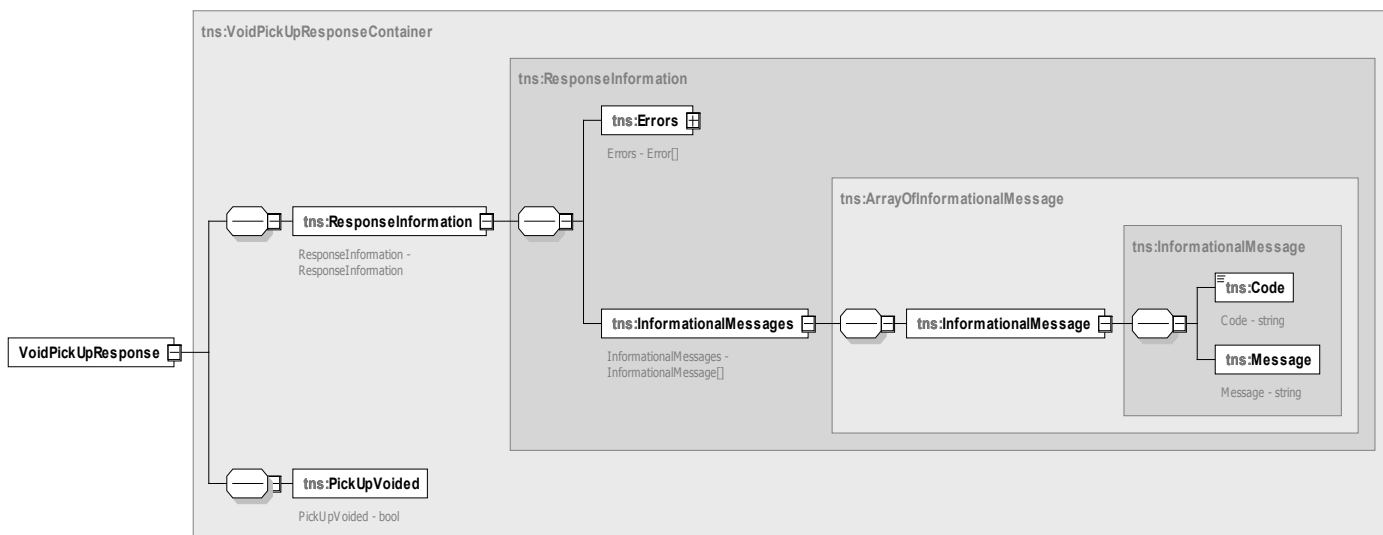 tns:VoidPickUpResponseContainer
tns:ResponseInformation
tns:Errors
Errors - Error[]
tns:ArrayOfInformationalMessage
tns:ResponseInformation
ResponseInformation -
ResponseInformation
tns:InformationalMessage
tns:Code
Code - string
tns:InformationalMessages
InformationalMessages -
InformationalMessage[]
tns:InformationalMessage
tns:Message
Message - string
VoidPickUpResponse
tns:PickUpVoided
PickUpVoided - bool